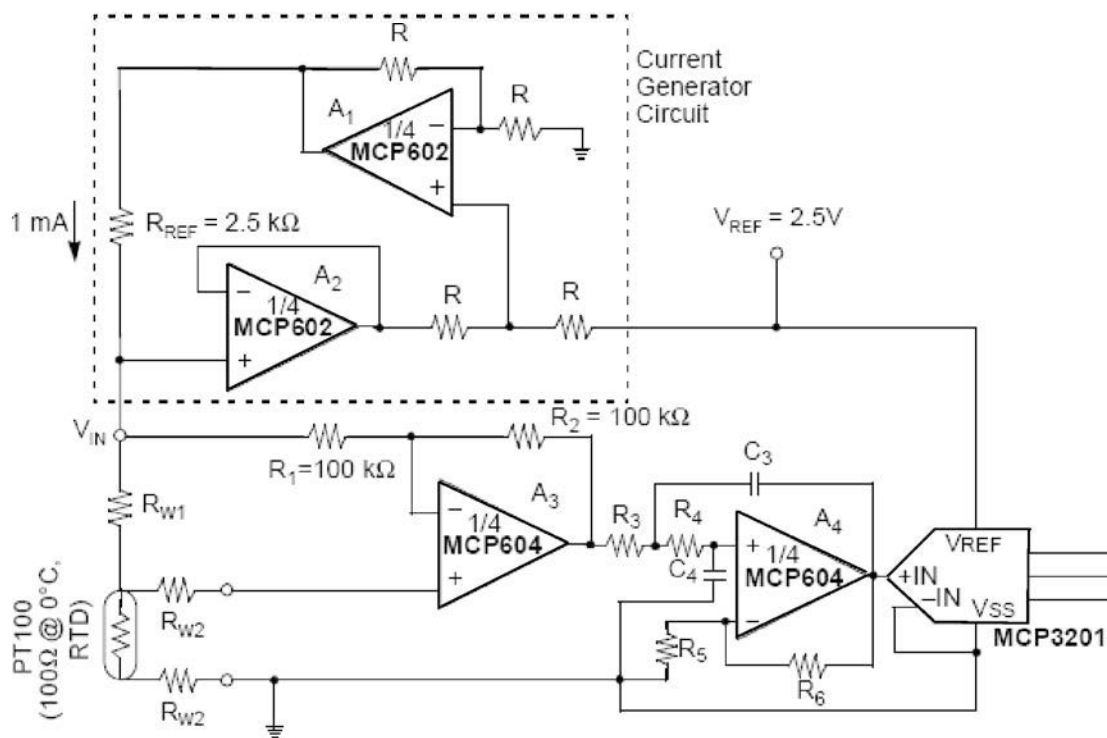 R
Current
Generator
Circuit
A1
R
1/4
MCP602
−
+
1 mA
RREF = 2.5 kΩ
VREF = 2.5V
A2
R
R
−
1/4
MCP602
+
R2 = 100 kΩ
VIN
R1=100 kΩ
C3
RW1
A3
R3
R4
A4
−
1/4
MCP604
+
+
1/4
MCP604
−
C4
VREF
+IN
−IN
VSS
MCP3201
PT100
(100Ω @ 0°C,
RTD)
RW2
R5
R6
RW2